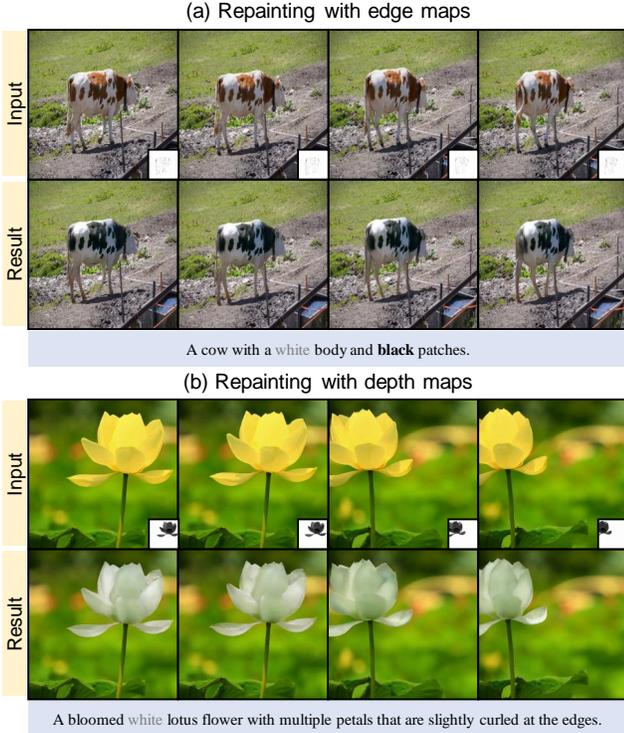 (a) Repainting with edge maps
Input
Result
A cow with a white body and black patches.
(b) Repainting with depth maps
Input
Result
A bloomed white lotus flower with multiple petals that are slightly curled at the edges.